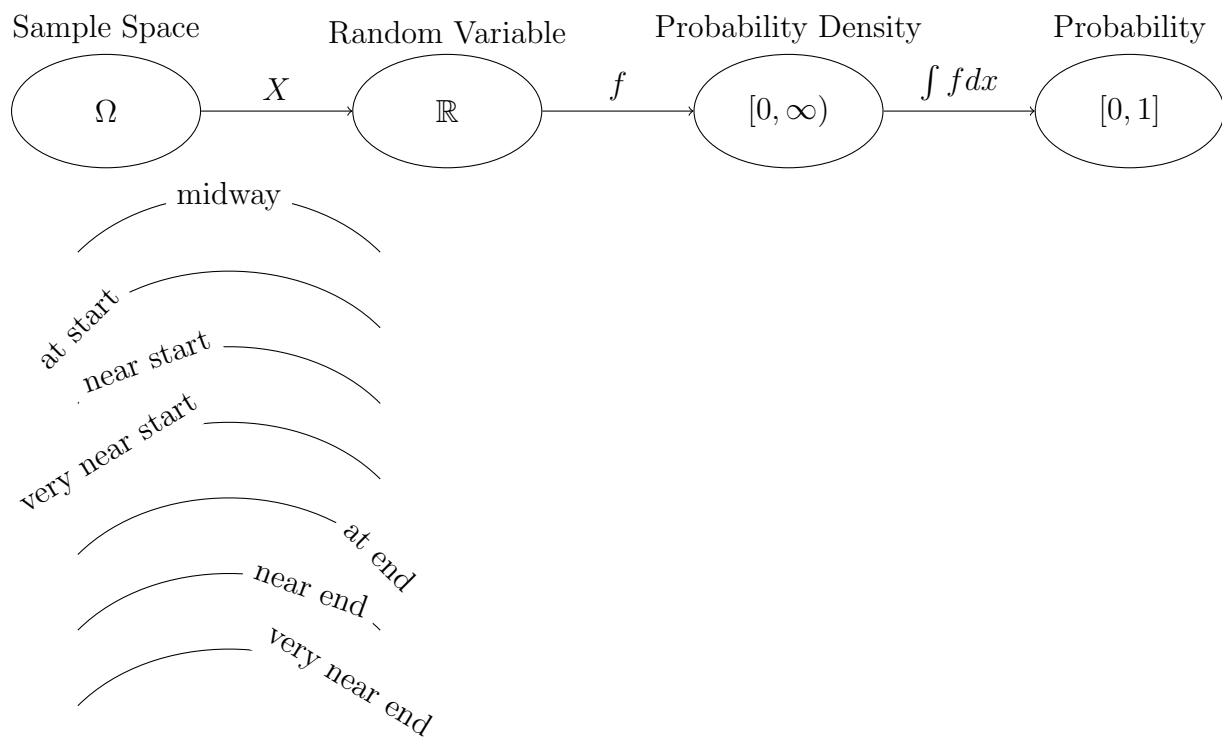 Sample Space Random Variable Probability Density Probability
Ω X ℝ f [0, ∞) ∫ fdx [0, 1]
midway
at start
near start
very near start
at end
near end
very near end